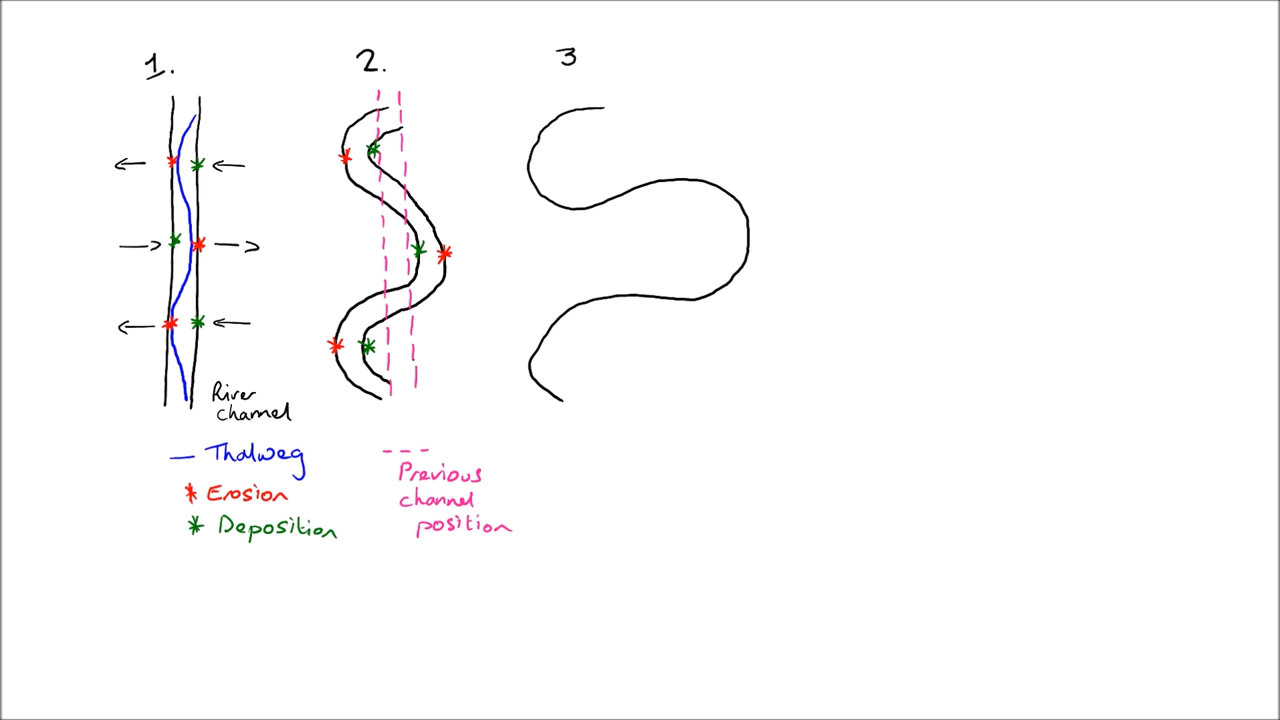 1.
2.
3
River
channel
Thalweg
Erosion
Deposition
Previous
channel
position